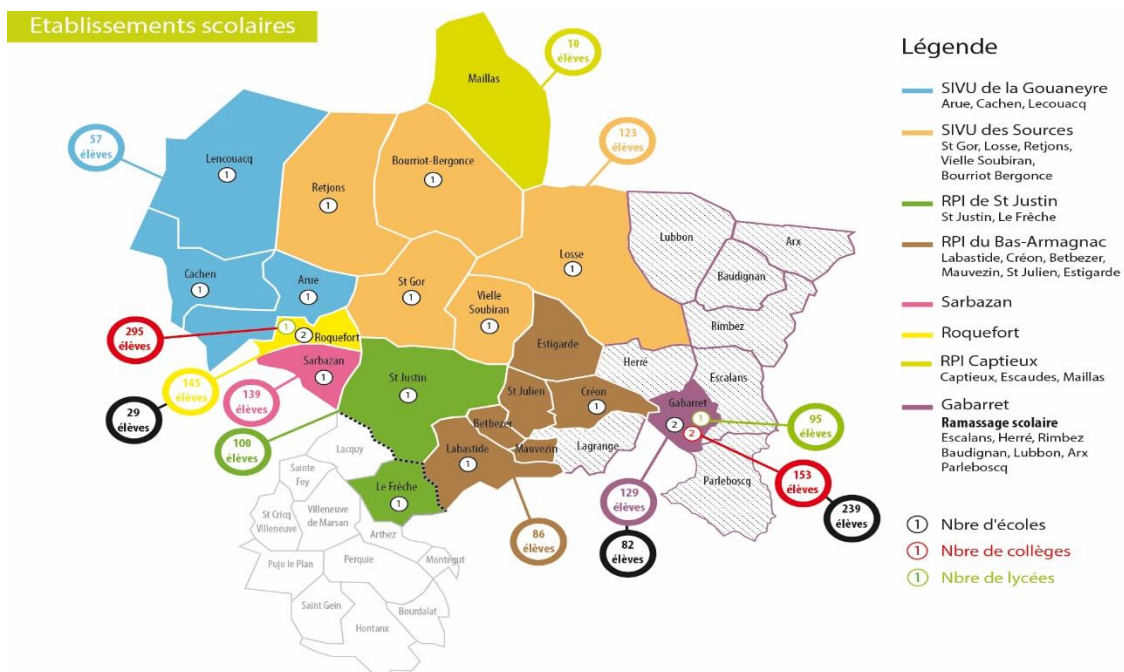 Etablissements scolaires
10
élèves
Maillas
57
élèves
123
élèves
Lencouacq
1
Retjons
1
Bourriot-Bergonce
1
Lubbon
Arx
Baudignan
Losse
1
Cachen
1
Arue
1
St Gor
1
Vielle
Soubiran
1
Rimbez
295
élèves
1
2
Roquefort
Estigarde
Herré
Escalans
Sarbazan
1
145
élèves
139
élèves
29
élèves
St Justin
1
St Julien
Créon
1
Gabarret
1
2
2
95
élèves
Betbezer
100
élèves
Lacquy
Labastide
1
Mauvezin
Lagrange
153
élèves
Parleboscq
Sainte
Foy
Le Frêche
1
129
élèves
239
élèves
St Cricq
Villeneuve
Villeneuve
de Marsan
Arthez
86
élèves
82
élèves
Pujo le Plan
Perquie
Montégut
Saint Gein
Bourdalat
Hontanx
Légende
SIVU de la Gouaneyre
Arue, Cachen, Lecouacq
SIVU des Sources
St Gor, Losse, Retjons,
Vielle Soubiran,
Bourriot Bergonce
RPI de St Justin
St Justin, Le Frêche
RPI du Bas-Armagnac
Labastide, Créon, Betbezer,
Mauvezin, St Julien, Estigarde
Sarbazan
Roquefort
RPI Captieux
Captieux, Escaudes, Maillas
Gabarret
Ramassage scolaire
Escalans, Herré, Rimbez
Baudignan, Lubbon, Arx
Parleboscq
1 Nbre d'écoles
1 Nbre de collèges
1 Nbre de lycées